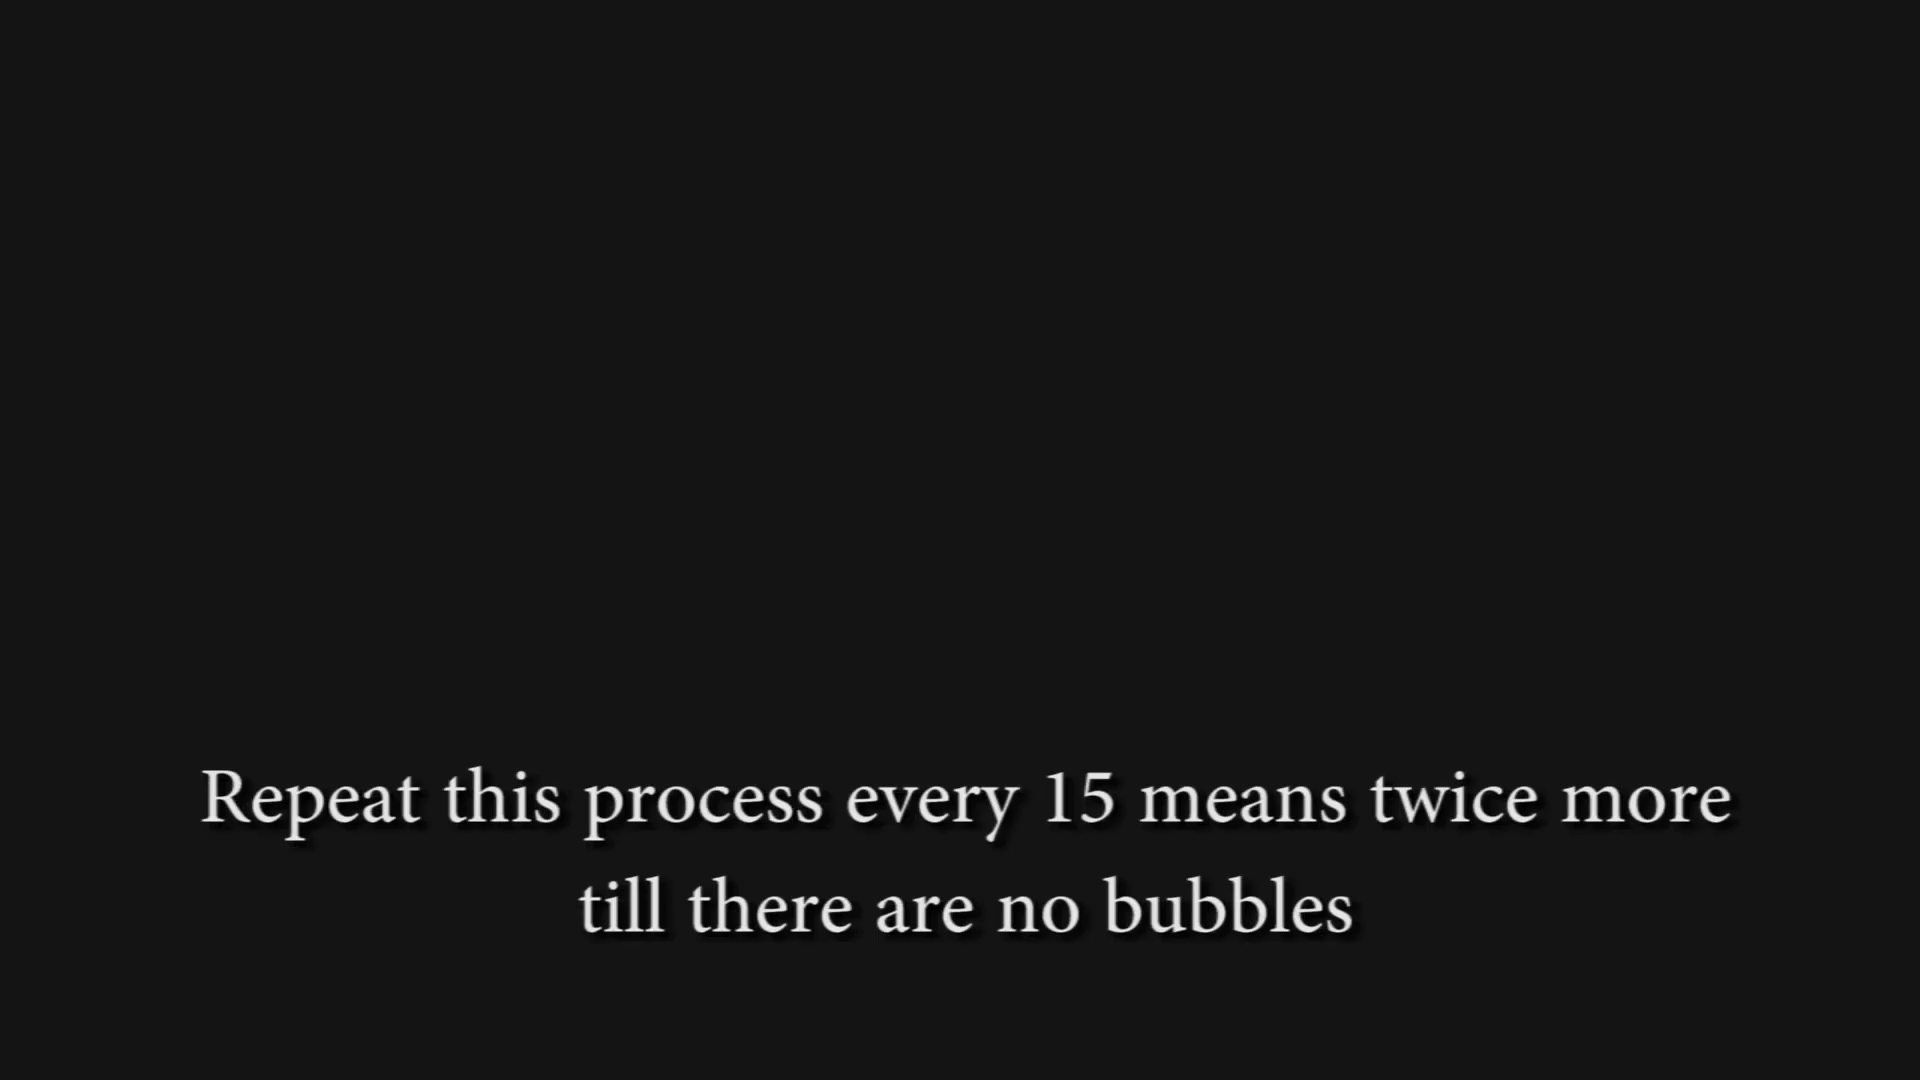 Repeat this process every 15 means twice more
till there are no bubbles